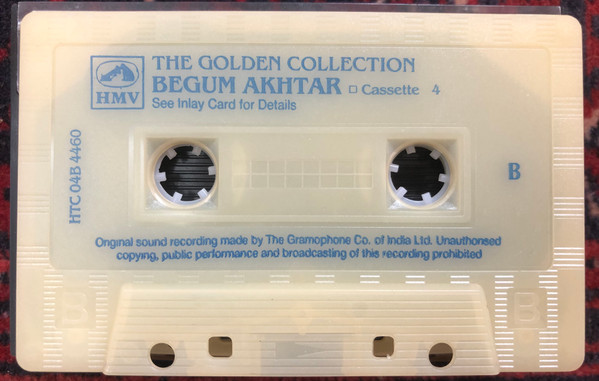 THE GOLDEN COLLECTION
BEGUM AKHTAR □ Cassette 4
See Inlay Card for Details
HMV
HTC 04B 4460
B
Original sound recording made by The Gramophone Co. of India Ltd. Unauthorised
copying, public performance and broadcasting of this recording prohibited
B
B